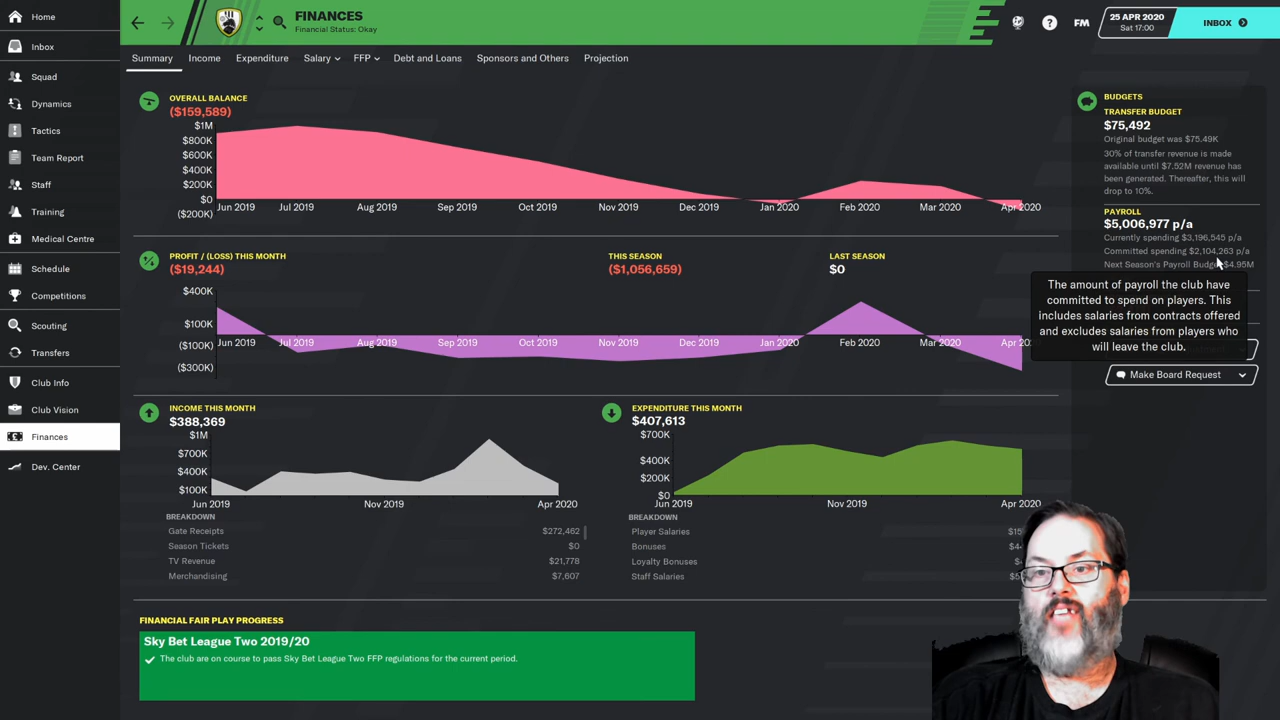 Home
Inbox
Squad
Dynamics
Tactics
Team Report
Staff
Training
Medical Centre
Schedule
Competitions
Scouting
Transfers
Club Info
Club Vision
Finances
Dev. Center
FINANCES
Financial Status: Okay
?
FM
25 APR 2020
Sat 17:00
INBOX
Summary
Income
Expenditure
Salary
FFP
Debt and Loans
Sponsors and Others
Projection
OVERALL BALANCE
($159,589)
$1M
$800K
$600K
$400K
$200K
$0
($200K)
Jun 2019 Jul 2019 Aug 2019 Sep 2019 Oct 2019 Nov 2019 Dec 2019 Jan 2020 Feb 2020 Mar 2020 Apr 2020
PROFIT / (LOSS) THIS MONTH
($19,244)
THIS SEASON
($1,056,659)
LAST SEASON
$0
$400K
$100K
($100K)
($300K)
Jun 2019 Jul 2019 Aug 2019 Sep 2019 Oct 2019 Nov 2019 Dec 2019 Jan 2020 Feb 2020 Mar 2020 Apr 2020
INCOME THIS MONTH
$388,369
$1M
$700K
$400K
$100K
Jun 2019 Nov 2019 Apr 2020
BREAKDOWN
Gate Receipts $272,462
Season Tickets $0
TV Revenue $21,778
Merchandising $7,607
EXPENDITURE THIS MONTH
$407,613
$700K
$400K
$200K
$0
Jun 2019 Nov 2019 Apr 2020
BREAKDOWN
Player Salaries
Bonuses
Loyalty Bonuses
Staff Salaries
FINANCIAL FAIR PLAY PROGRESS
Sky Bet League Two 2019/20
The club are on course to pass Sky Bet League Two FFP regulations for the current period.
BUDGETS
TRANSFER BUDGET
$75,492
Original budget was $75.49K
30% of transfer revenue is made
available until $7.52M revenue has
been generated. Thereafter, this will
drop to 10%.
PAYROLL
$5,006,977 p/a
Currently spending $3,196,545 p/a
Committed spending $2,104,263 p/a
Next Season's Payroll Budget $4.95M
The amount of payroll the club have
committed to spend on players. This
includes salaries from contracts offered
and excludes salaries from players who
will leave the club.
Make Board Request